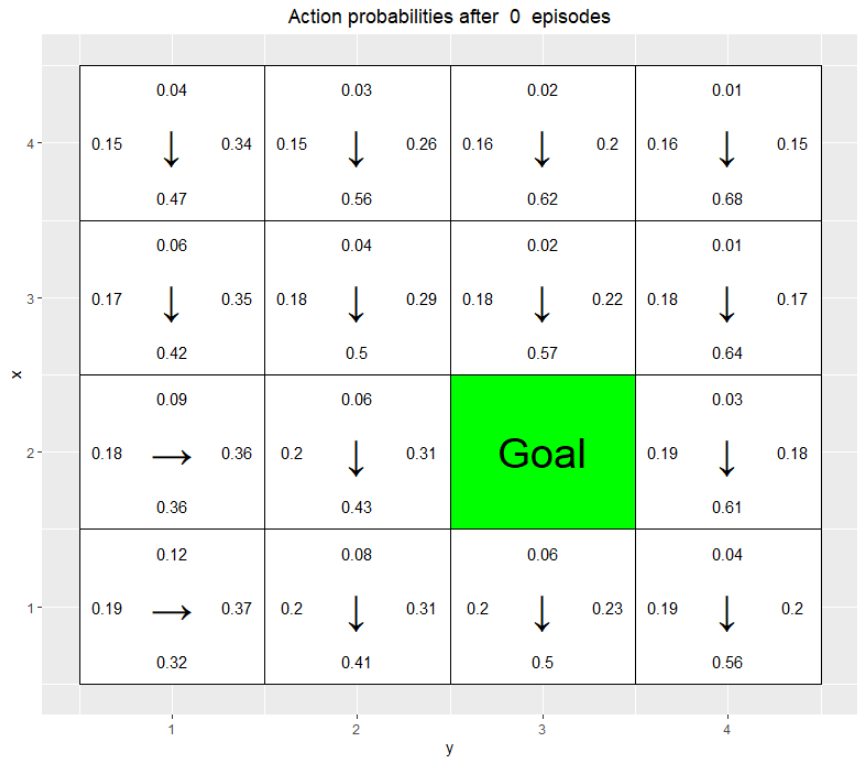 Action probabilities after 0 episodes
0.04 0.03 0.02 0.01
4 0.15 ↓ 0.34 0.15 ↓ 0.26 0.16 ↓ 0.2 0.16 ↓ 0.15
0.47 0.56 0.62 0.68
0.06 0.04 0.02 0.01
3 0.17 ↓ 0.35 0.18 ↓ 0.29 0.18 ↓ 0.22 0.18 ↓ 0.17
0.42 0.5 0.57 0.64
x
0.09 0.06 0.03
2 0.18 → 0.36 0.2 ↓ 0.31 Goal 0.19 ↓ 0.18
0.36 0.43 0.61
0.12 0.08 0.06 0.04
1 0.19 → 0.37 0.2 ↓ 0.31 0.2 ↓ 0.23 0.19 ↓ 0.2
0.32 0.41 0.5 0.56
1 2 3 4
y